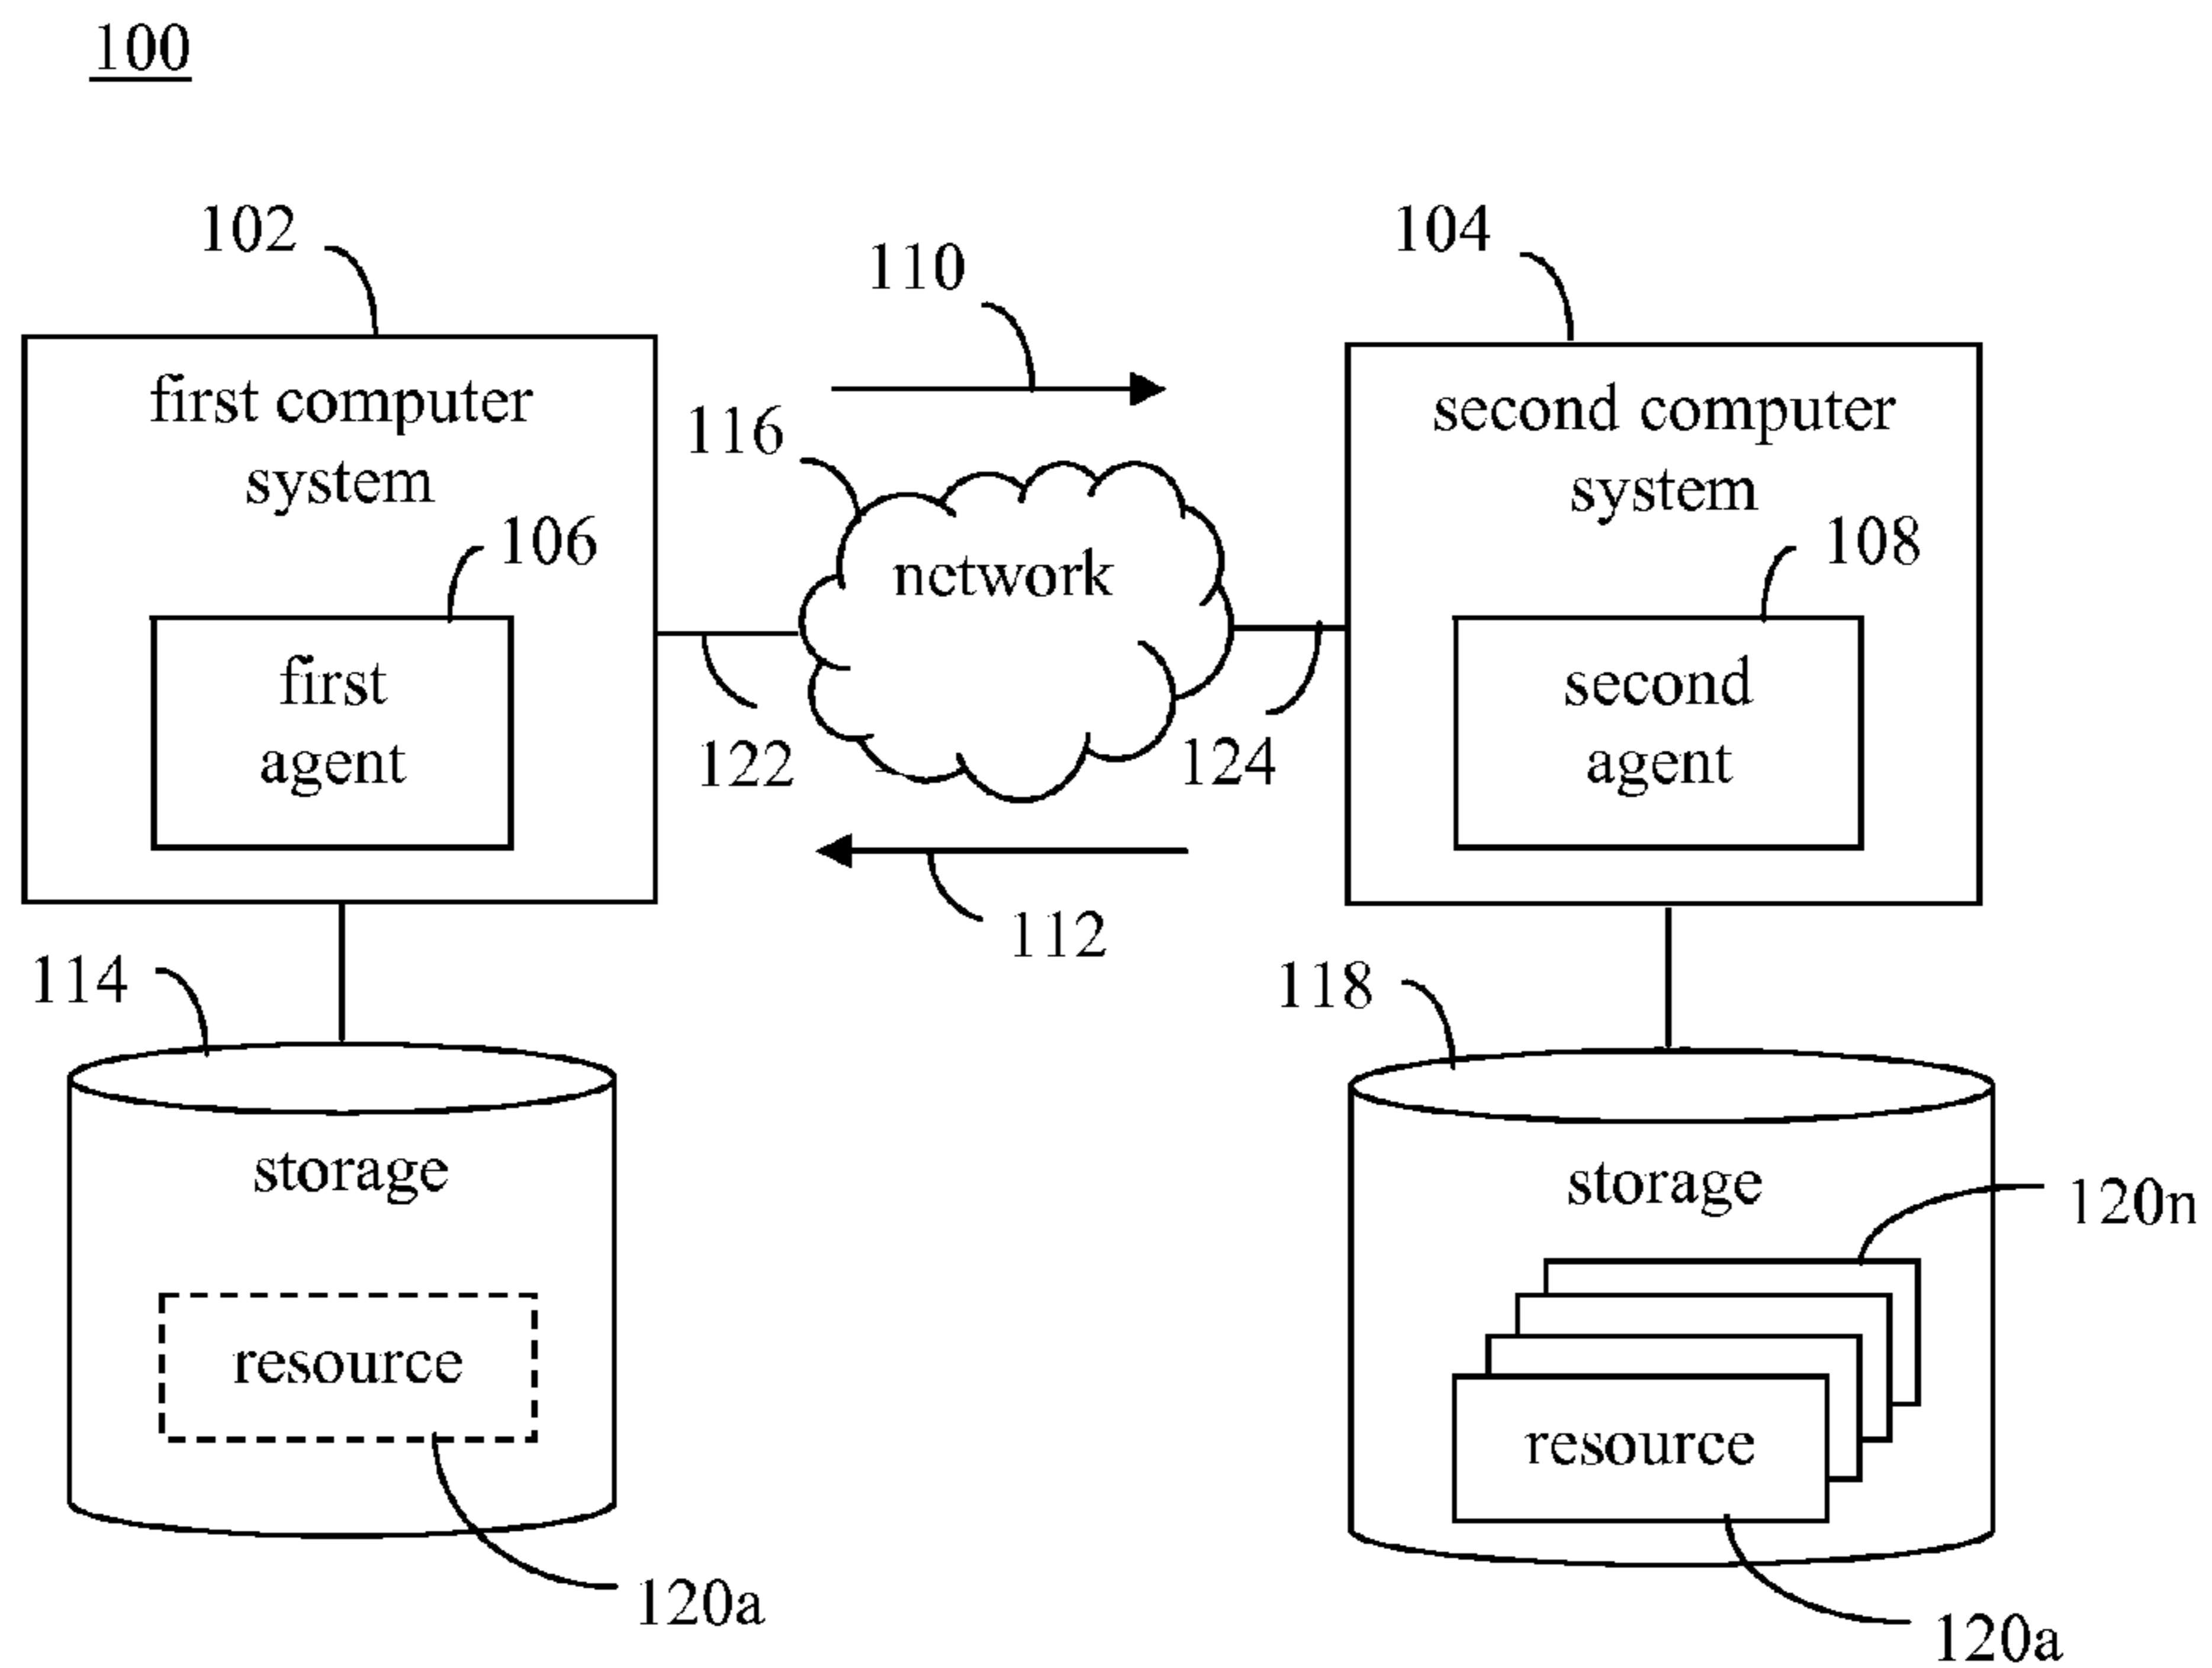 100
102
104
110
first computer
system
116
second computer
system
106
network
108
first
agent
second
agent
122
124
112
114
118
storage
storage
120n
resource
resource
120a
120a